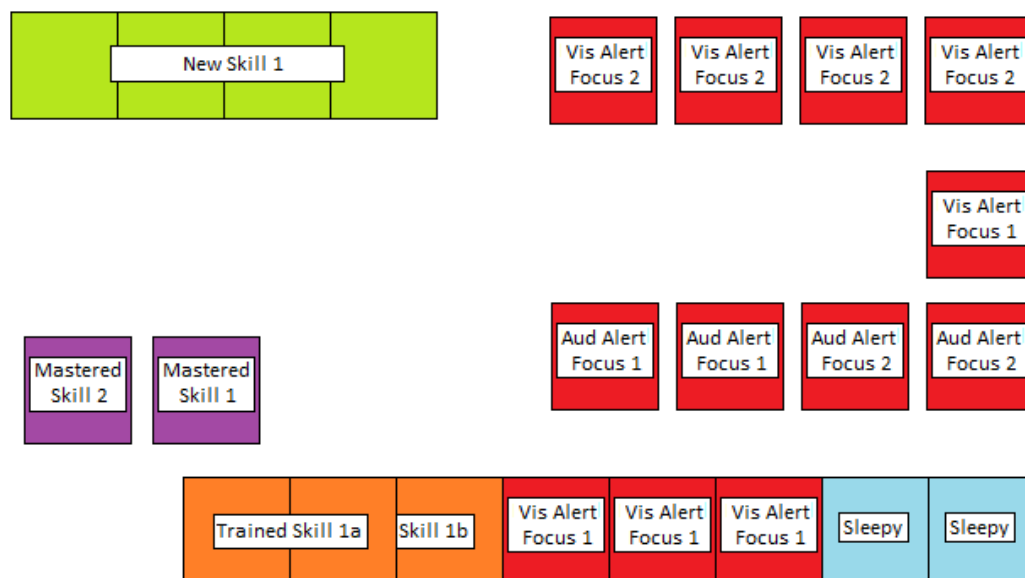 New Skill 1
Vis Alert
Focus 2
Vis Alert
Focus 2
Vis Alert
Focus 2
Vis Alert
Focus 2
Vis Alert
Focus 1
Mastered
Skill 2
Mastered
Skill 1
Aud Alert
Focus 1
Aud Alert
Focus 1
Aud Alert
Focus 2
Aud Alert
Focus 2
Trained Skill 1a
Skill 1b
Vis Alert
Focus 1
Vis Alert
Focus 1
Vis Alert
Focus 1
Sleepy
Sleepy